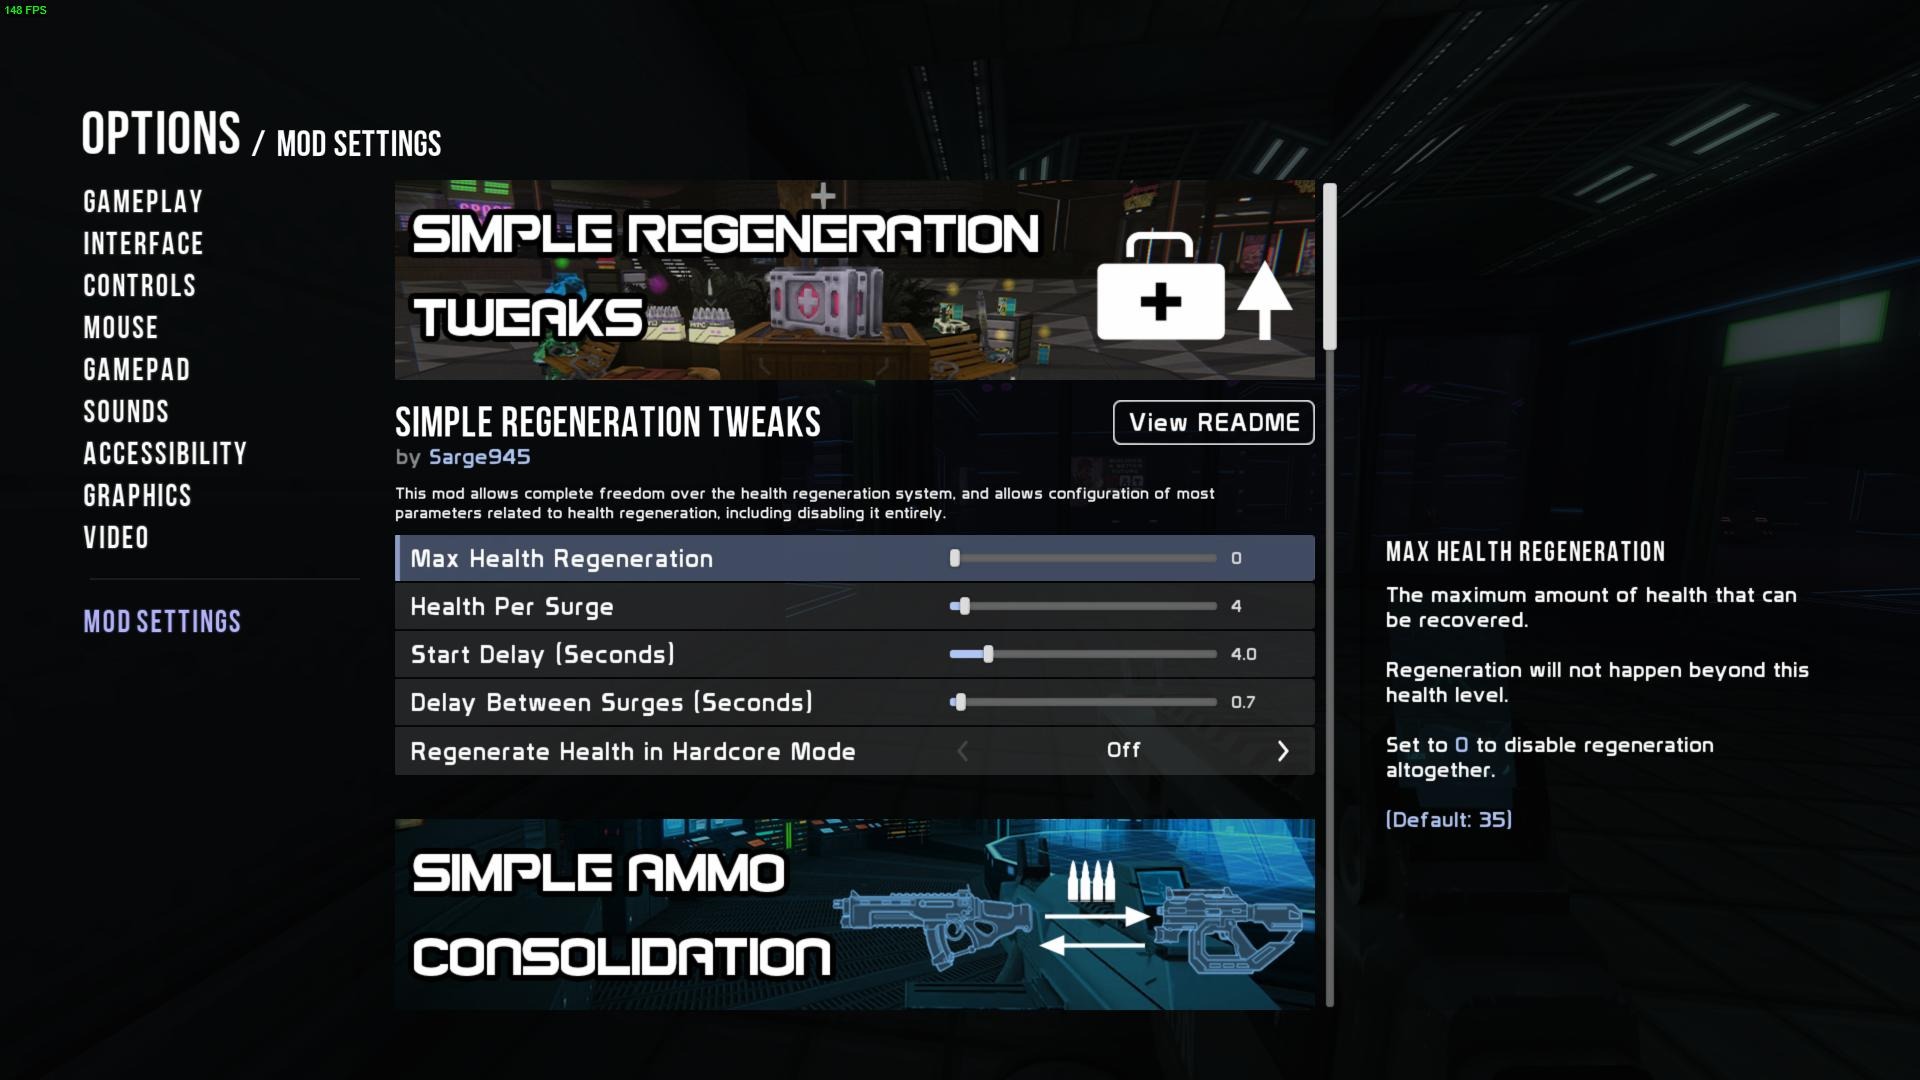 148 FPS
OPTIONS / MOD SETTINGS
GAMEPLAY
INTERFACE
CONTROLS
MOUSE
GAMEPAD
SOUNDS
ACCESSIBILITY
GRAPHICS
VIDEO
MOD SETTINGS
SIMPLE REGENERATION
TWEAKS
SIMPLE REGENERATION TWEAKS
View README
by Sarge945
This mod allows complete freedom over the health regeneration system, and allows configuration of most
parameters related to health regeneration, including disabling it entirely.
Max Health Regeneration 0
Health Per Surge 4
Start Delay (Seconds) 4.0
Delay Between Surges (Seconds) 0.7
Regenerate Health in Hardcore Mode Off
SIMPLE AMMO
CONSOLIDATION
MAX HEALTH REGENERATION
The maximum amount of health that can
be recovered.
Regeneration will not happen beyond this
health level.
Set to 0 to disable regeneration
altogether.
(Default: 35)